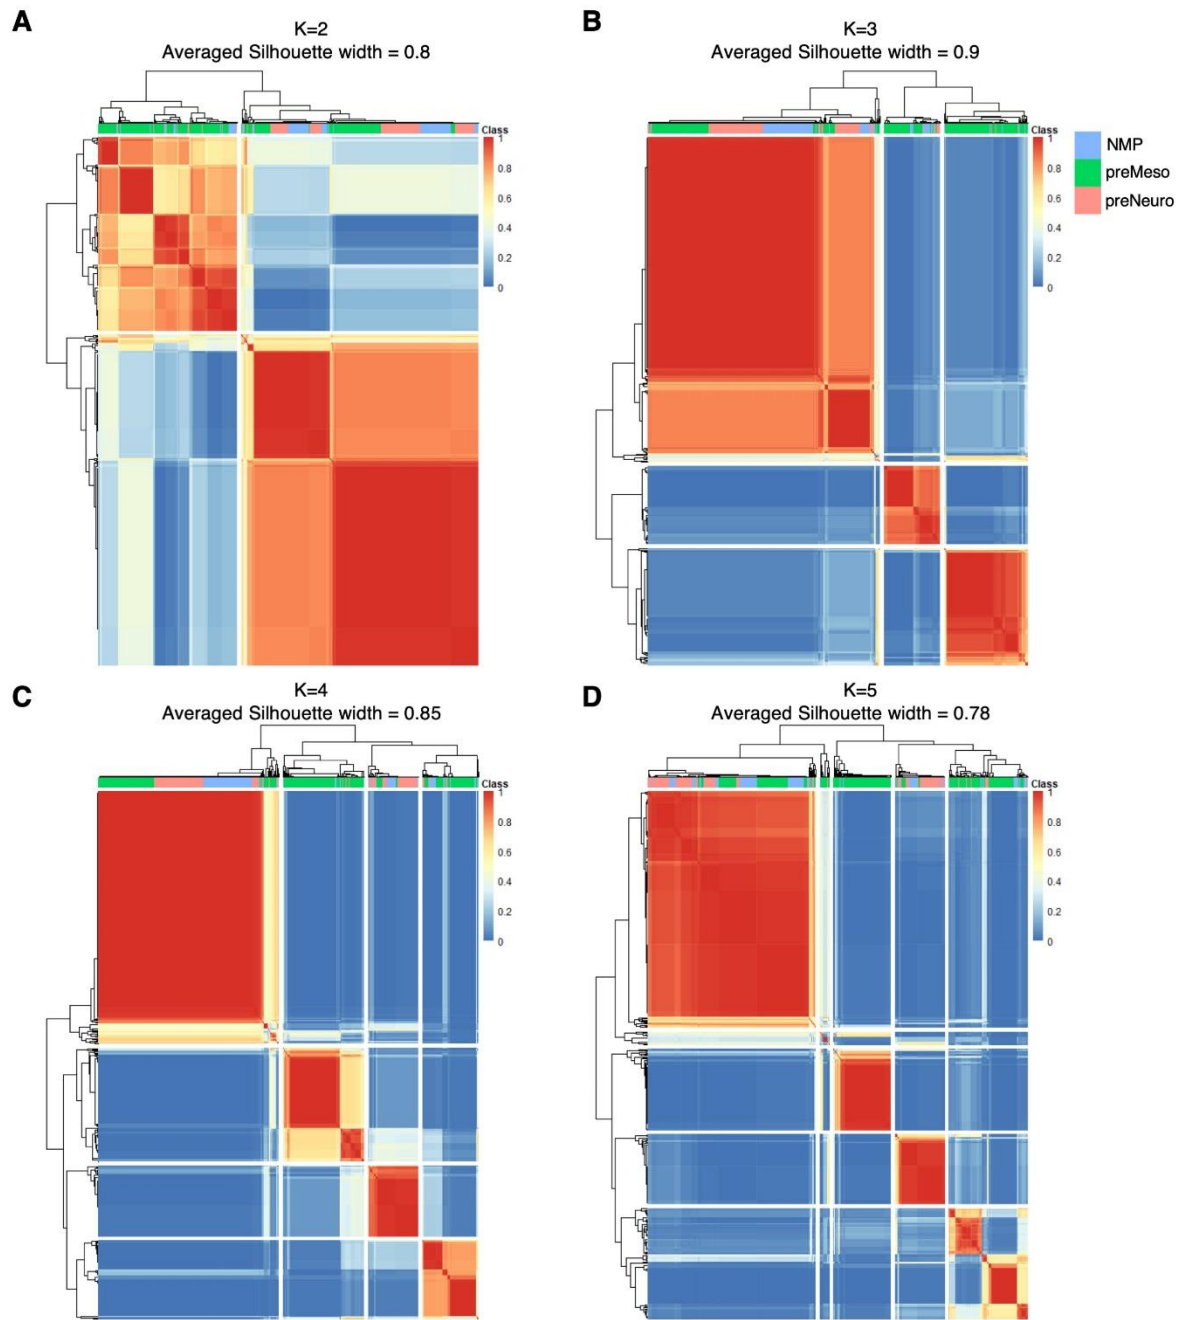 A
K=2
Averaged Silhouette width = 0.8
Class
1
0.8
0.6
0.4
0.2
0
B
K=3
Averaged Silhouette width = 0.9
Class
1
0.8
0.6
0.4
0.2
0
NMP
preMeso
preNeuro
C
K=4
Averaged Silhouette width = 0.85
Class
1
0.8
0.6
0.4
0.2
0
D
K=5
Averaged Silhouette width = 0.78
Class
1
0.8
0.6
0.4
0.2
0